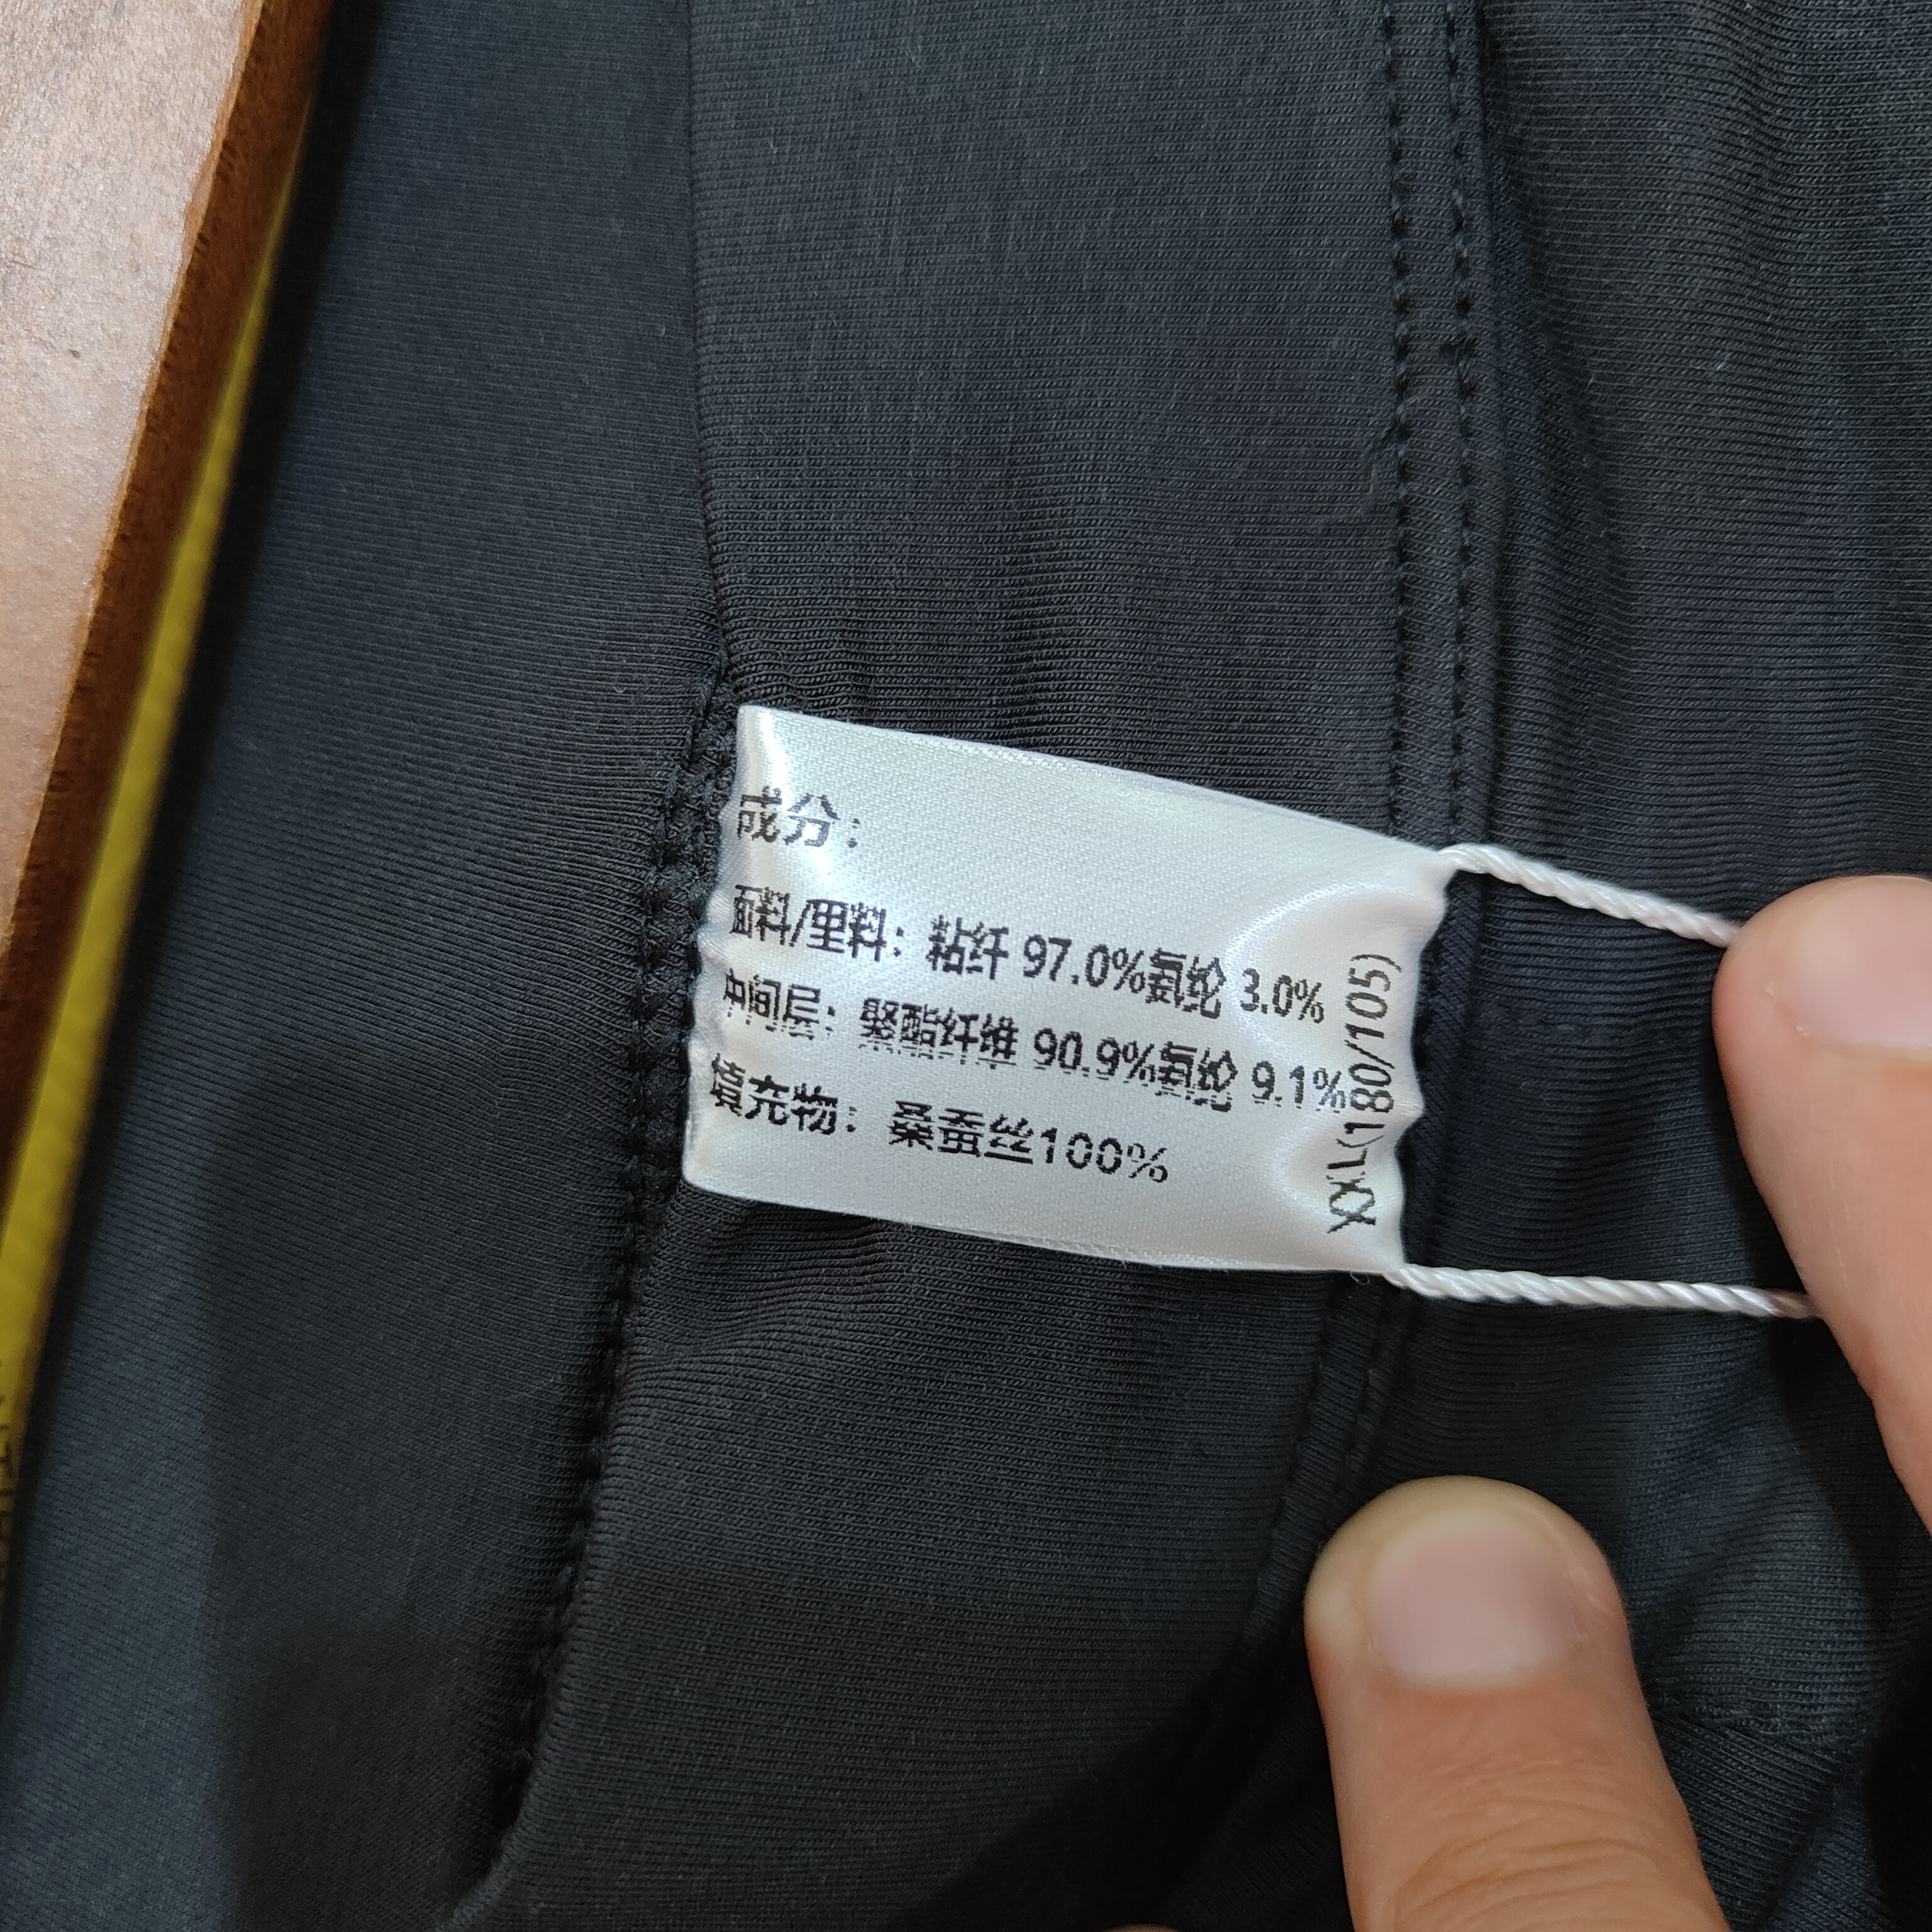 成分：
面料/里料：粘纤 97.0%氨纶 3.0%
中间层：聚酯纤维 90.9%氨纶 9.1%
填充物：桑蚕丝100%
XXL(180/105)